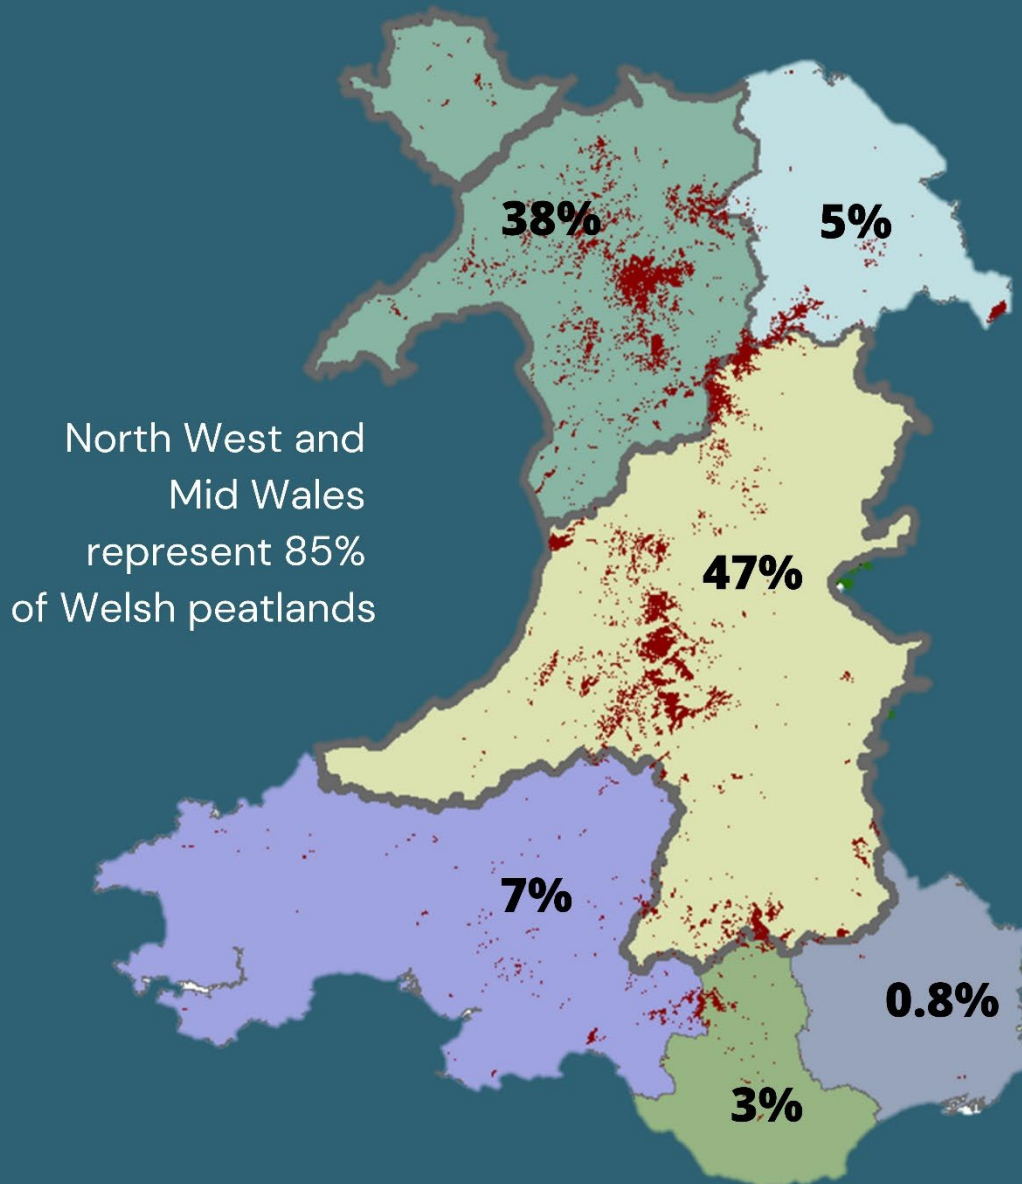 38%
5%
North West and
Mid Wales
represent 85%
of Welsh peatlands
47%
7%
0.8%
3%